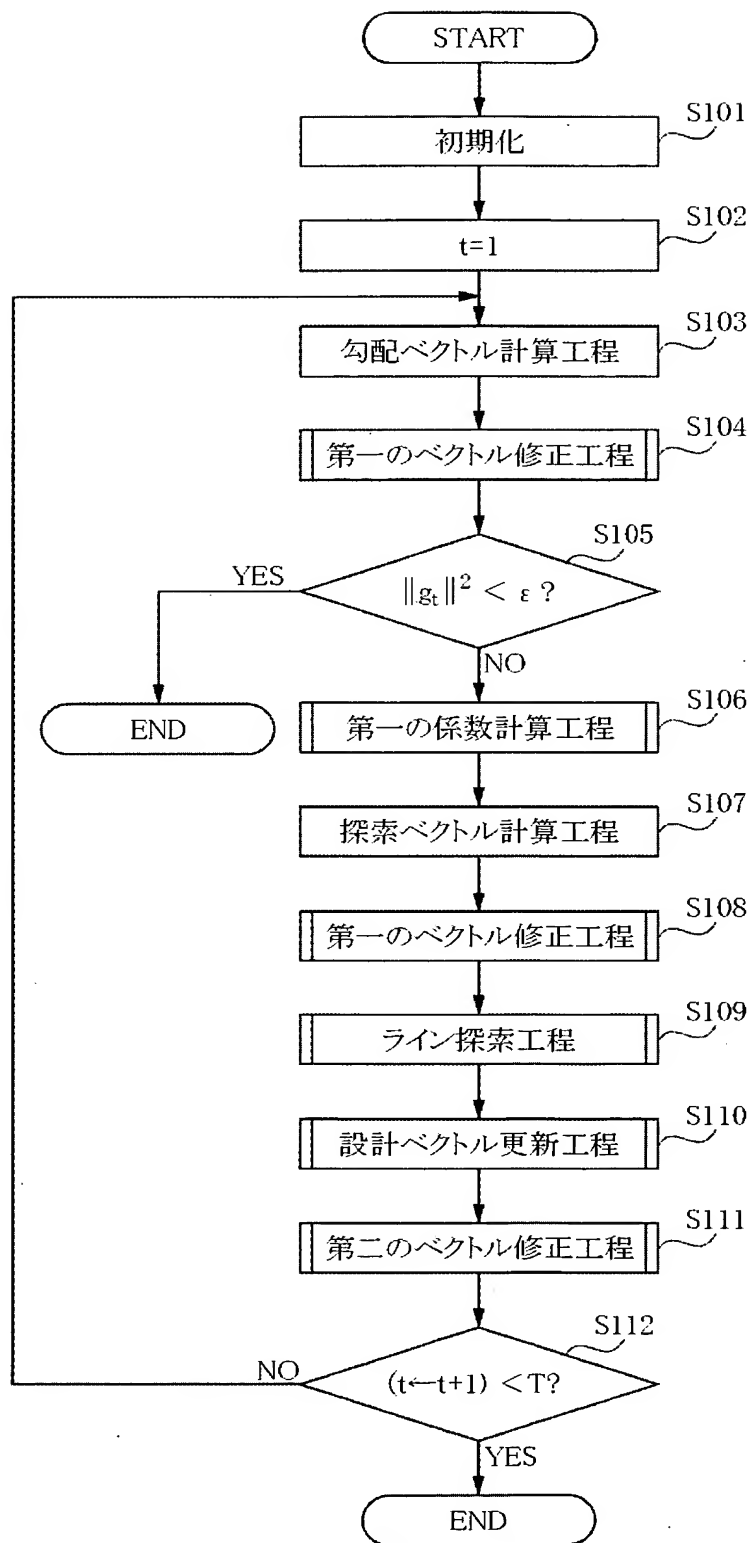 START
S101
初期化
S102
t=1
S103
勾配ベクトル計算工程
S104
第一のベクトル修正工程
S105
YES
||gt||² < ε ?
NO
END
S106
第一の係数計算工程
S107
探索ベクトル計算工程
S108
第一のベクトル修正工程
S109
ライン探索工程
S110
設計ベクトル更新工程
S111
第二のベクトル修正工程
S112
NO
(t←t+1) <T?
YES
END